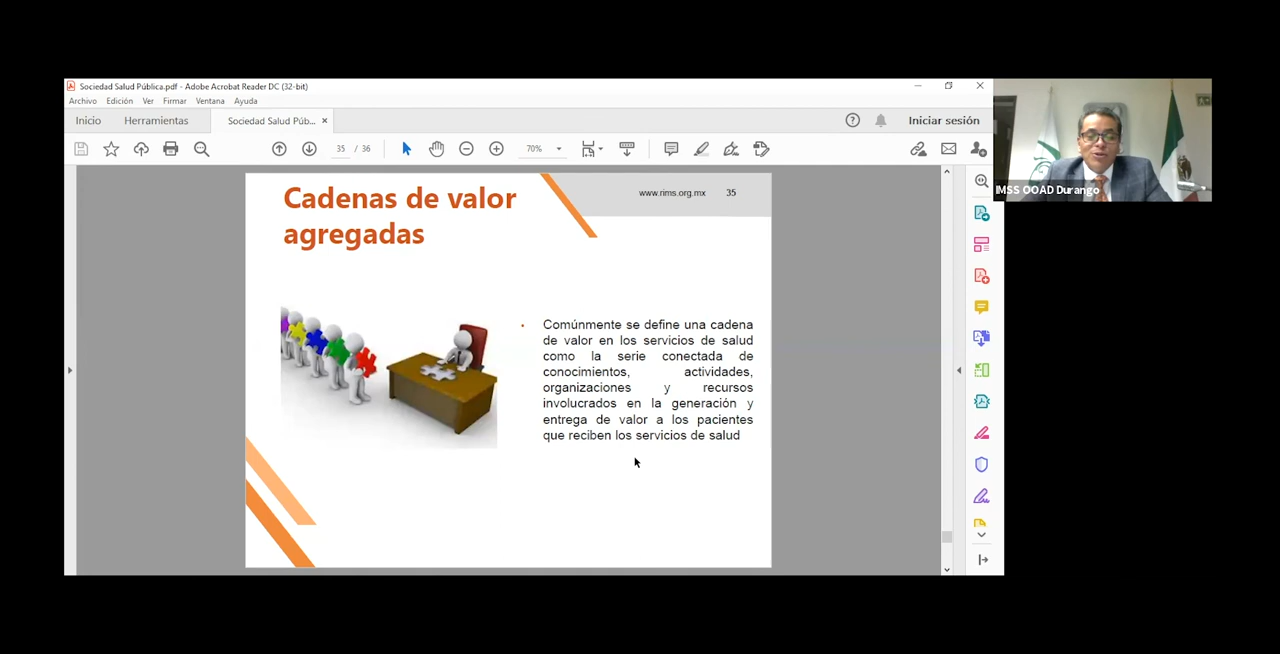 Sociedad Salud Pública.pdf - Adobe Acrobat Reader DC (32-bit)
Archivo Edición Ver Firmar Ventana Ayuda
Inicio Herramientas Sociedad Salud Púb... × Iniciar sesión
35 / 36 70%
www.rims.org.mx 35
Cadenas de valor
agregadas
• Comúnmente se define una cadena
de valor en los servicios de salud
como la serie conectada de
conocimientos, actividades,
organizaciones y recursos
involucrados en la generación y
entrega de valor a los pacientes
que reciben los servicios de salud
IMSS OOAD Durango